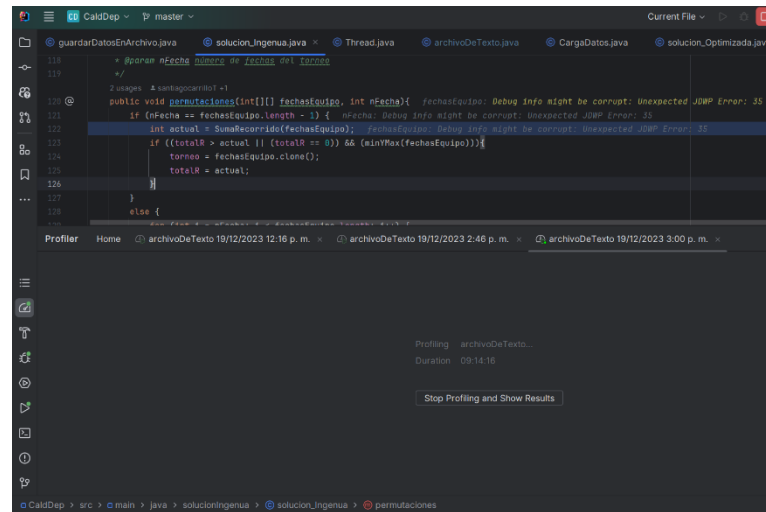 CD CaldDep master Current File
guardarDatosEnArchivo.java solucion_Ingenua.java Thread.java archivoDeTexto.java CargaDatos.java solucion_Optimizada.jav
118 * @param nFecha número de fechas del torneo
119 */
2 usages santiagocarrillo1 +1
120 @ public void permutaciones(int[][] fechasEquipo, int nFecha){ fechasEquipo: Debug info might be corrupt: Unexpected JDWP Error: 35
121 if (nFecha == fechasEquipo.length - 1) { nFecha: Debug info might be corrupt: Unexpected JDWP Error: 35
122 int actual = SumaRecorrido(fechasEquipo); fechasEquipo: Debug info might be corrupt: Unexpected JDWP Error: 35
123 if ((totalR > actual || (totalR == 0)) && (minYMax(fechasEquipo))){
124 torneo = fechasEquipo.clone();
125 totalR = actual;
126 }
127 }
128 else {
Profiler Home archivoDeTexto 19/12/2023 12:16 p. m. × archivoDeTexto 19/12/2023 2:46 p. m. × archivoDeTexto 19/12/2023 3:00 p. m. ×
Profiling archivoDeTexto...
Duration 09:14:16
Stop Profiling and Show Results
CaldDep > src > main > java > solucionIngenua > solucion_Ingenua > permutaciones